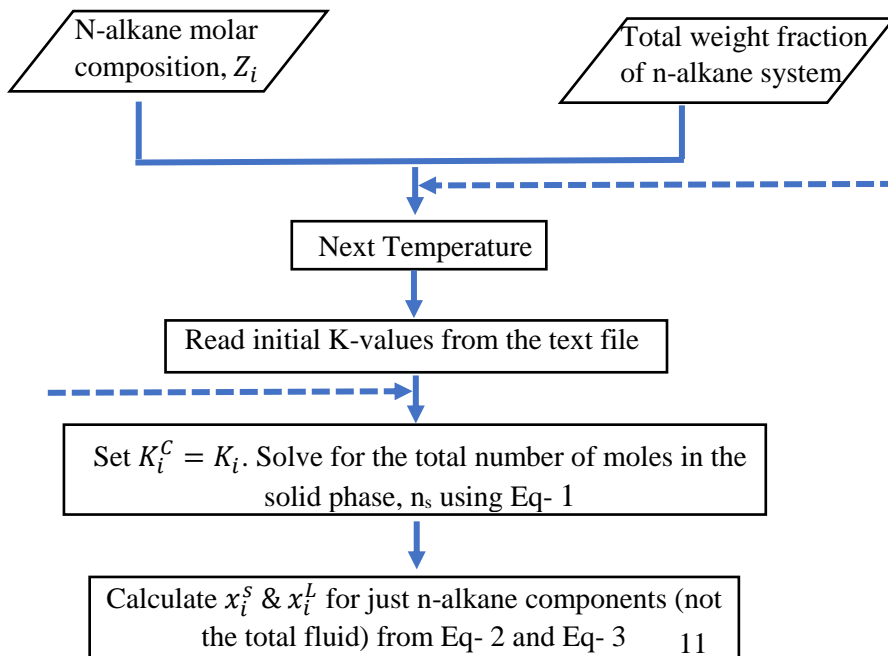 N-alkane molar
composition, Z_i
Total weight fraction
of n-alkane system
Next Temperature
Read initial K-values from the text file
Set K_i^C = K_i. Solve for the total number of moles in the
solid phase, n_s using Eq- 1
Calculate x_i^s & x_i^L for just n-alkane components (not
the total fluid) from Eq- 2 and Eq- 3
11